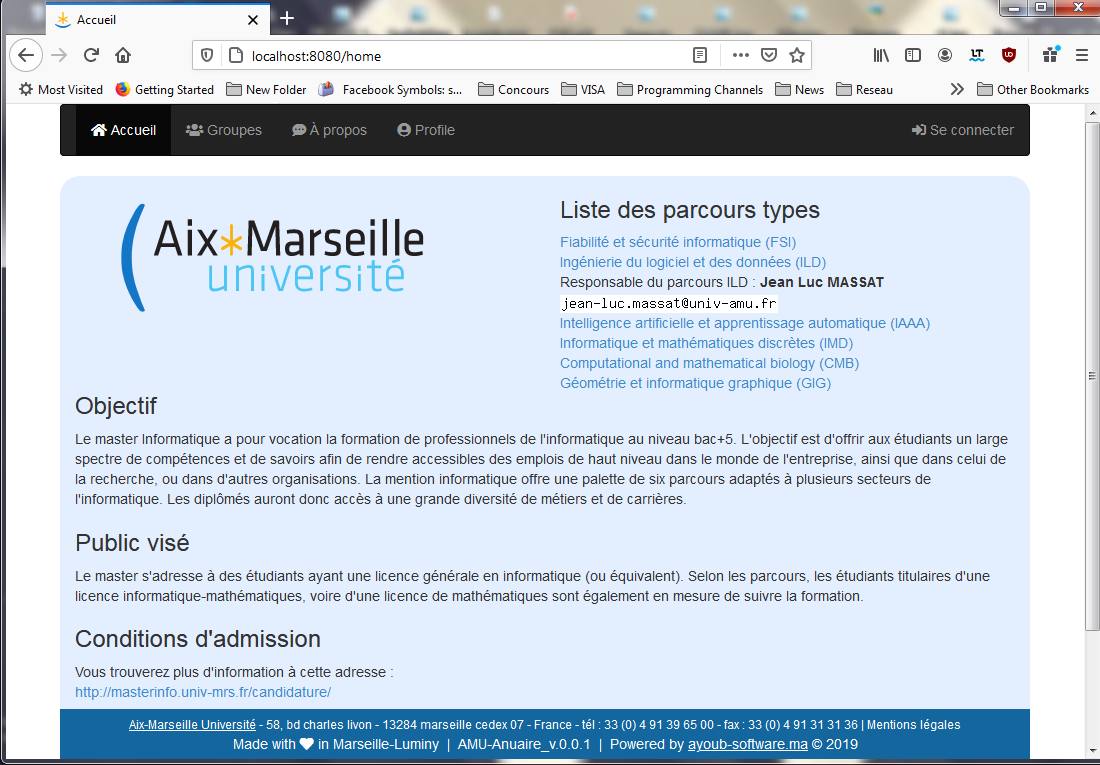 Accueil
localhost:8080/home
Most Visited
Getting Started
New Folder
Facebook Symbols: s...
Concours
VISA
Programming Channels
News
Reseau
Other Bookmarks
Accueil
Groupes
À propos
Profile
Se connecter
Aix*Marseille
université
Liste des parcours types
Fiabilité et sécurité informatique (FSI)
Ingénierie du logiciel et des données (ILD)
Responsable du parcours ILD : Jean Luc MASSAT
jean-luc.massat@univ-amu.fr
Intelligence artificielle et apprentissage automatique (IAAA)
Informatique et mathématiques discrètes (IMD)
Computational and mathematical biology (CMB)
Géométrie et informatique graphique (GIG)
Objectif
Le master Informatique a pour vocation la formation de professionnels de l'informatique au niveau bac+5. L'objectif est d'offrir aux étudiants un large
spectre de compétences et de savoirs afin de rendre accessibles des emplois de haut niveau dans le monde de l'entreprise, ainsi que dans celui de
la recherche, ou dans d'autres organisations. La mention informatique offre une palette de six parcours adaptés à plusieurs secteurs de
l'informatique. Les diplômés auront donc accès à une grande diversité de métiers et de carrières.
Public visé
Le master s'adresse à des étudiants ayant une licence générale en informatique (ou équivalent). Selon les parcours, les étudiants titulaires d'une
licence informatique-mathématiques, voire d'une licence de mathématiques sont également en mesure de suivre la formation.
Conditions d'admission
Vous trouverez plus d'information à cette adresse :
http://masterinfo.univ-mrs.fr/candidature/
Aix-Marseille Université - 58, bd charles livon - 13284 marseille cedex 07 - France - tél : 33 (0) 4 91 39 65 00 - fax : 33 (0) 4 91 31 31 36 | Mentions légales
Made with ♥ in Marseille-Luminy | AMU-Anuaire_v.0.0.1 | Powered by ayoub-software.ma © 2019